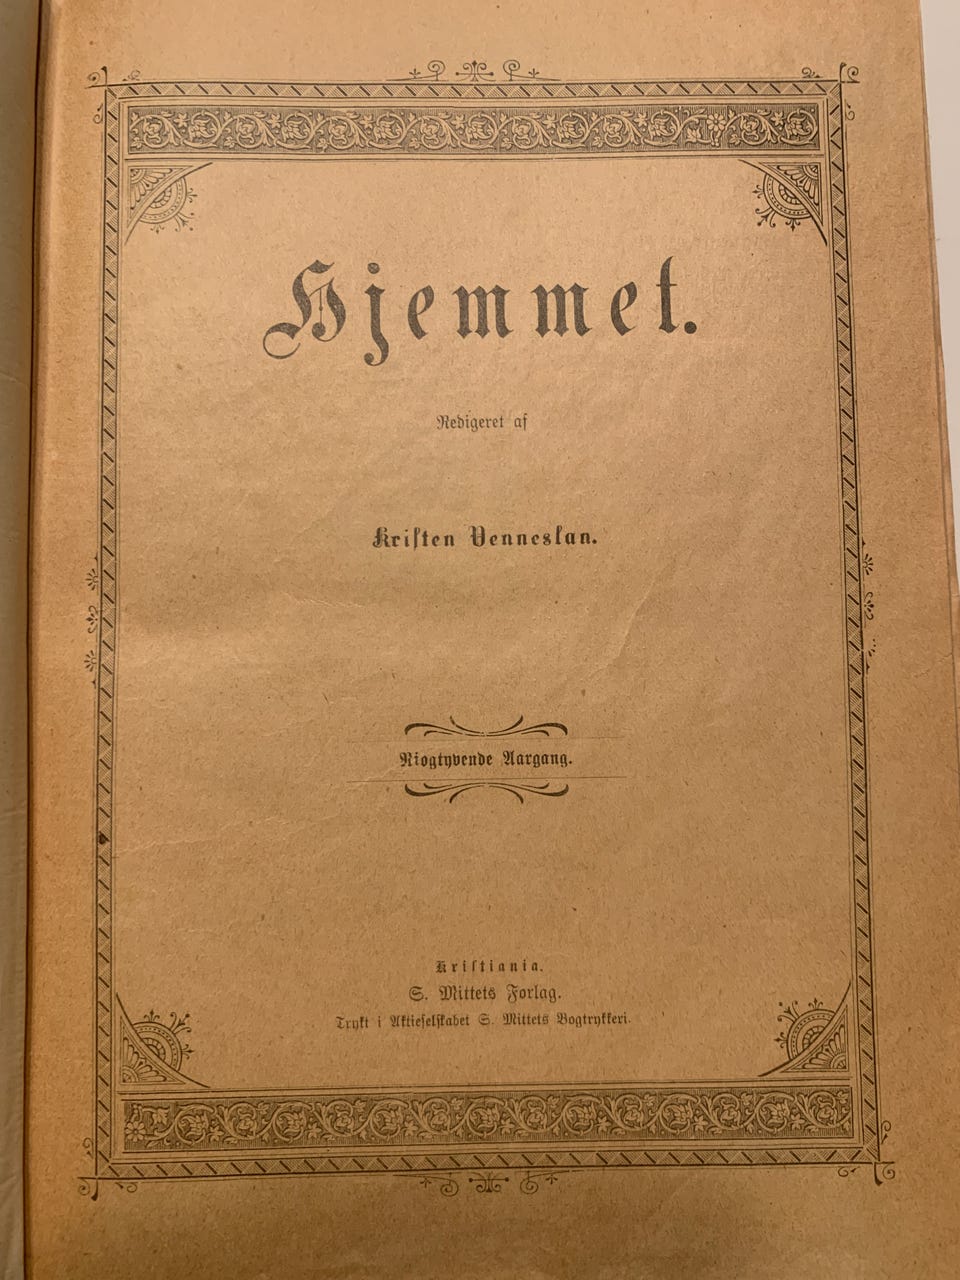 Hjemmet.
Redigeret af
Kristen Venneslan.
Niogtyvende Aargang.
Kristiania.
S. Mittets Forlag.
Trykt i Aktieselskabet S. Mittets Bogtrykkeri.